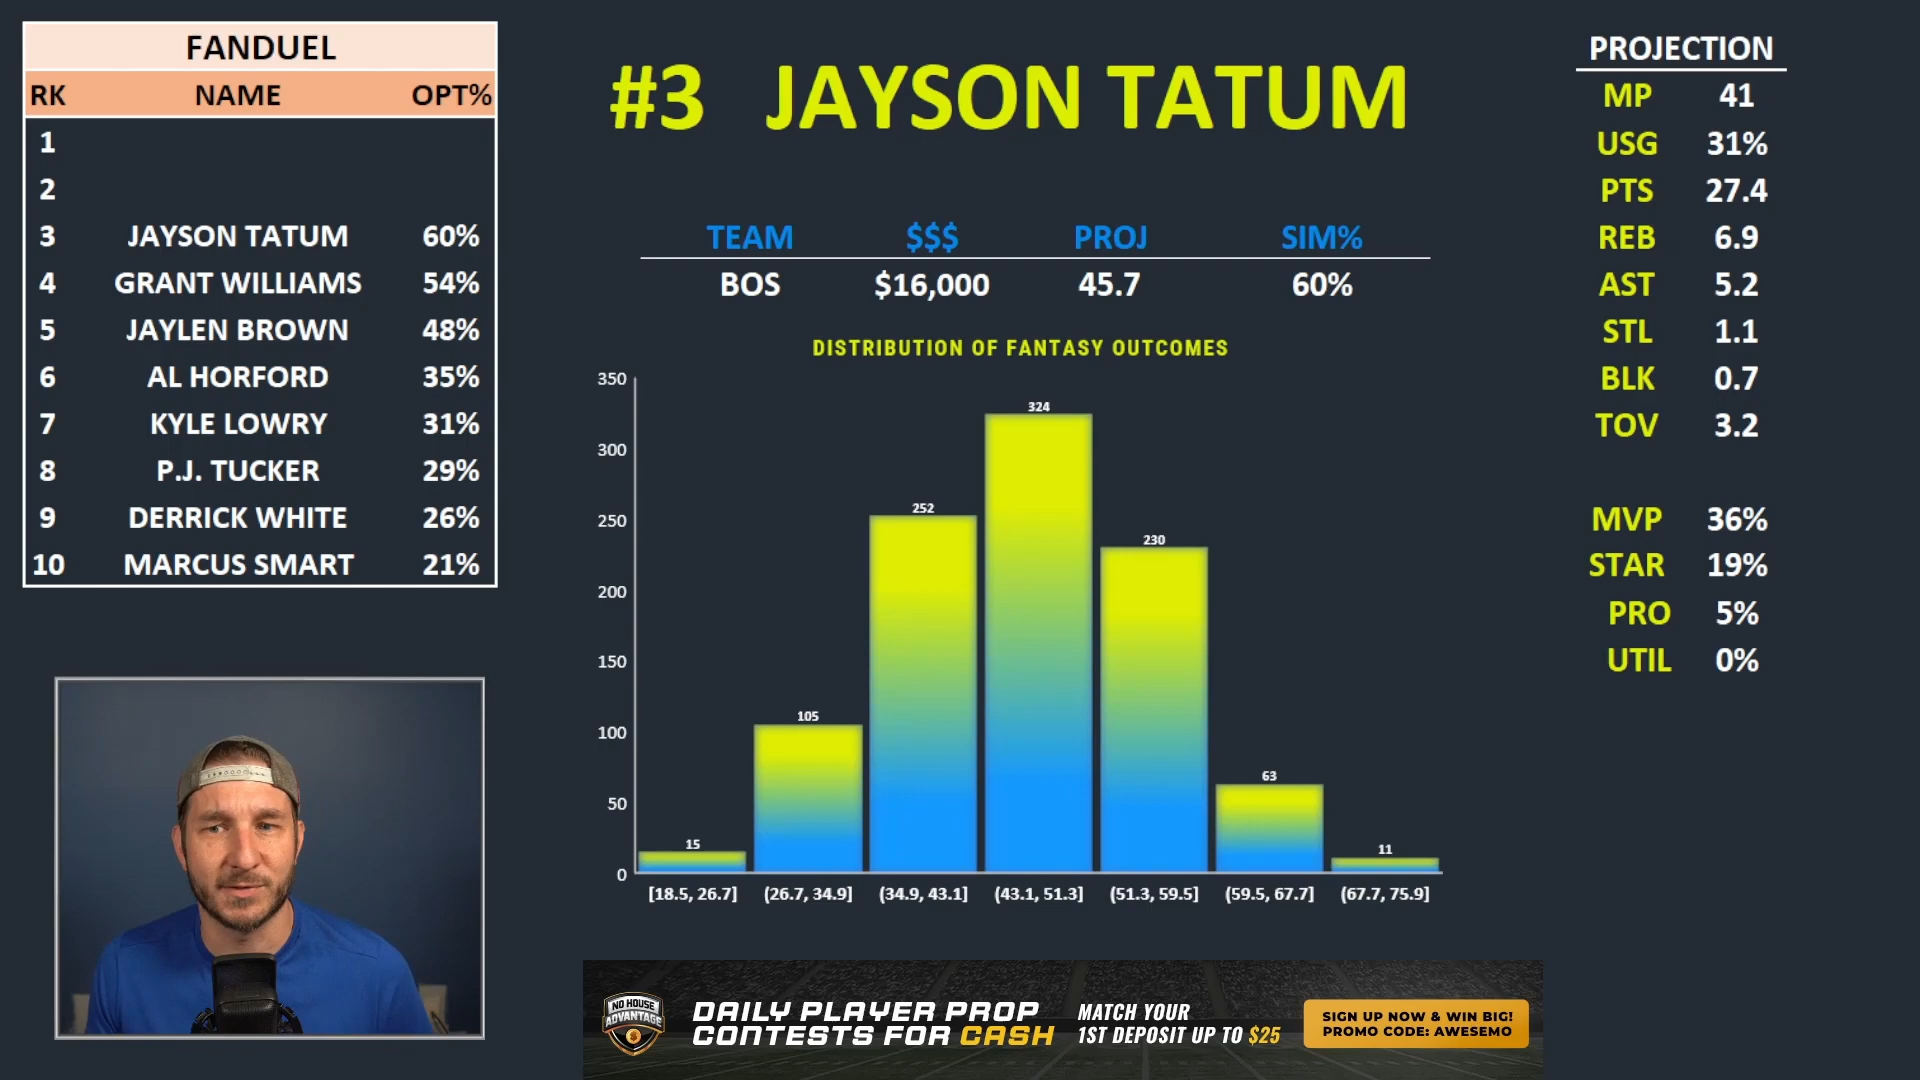 FANDUEL
RK NAME OPT%
1
2
3 JAYSON TATUM 60%
4 GRANT WILLIAMS 54%
5 JAYLEN BROWN 48%
6 AL HORFORD 35%
7 KYLE LOWRY 31%
8 P.J. TUCKER 29%
9 DERRICK WHITE 26%
10 MARCUS SMART 21%
#3 JAYSON TATUM
TEAM $$$ PROJ SIM%
BOS $16,000 45.7 60%
DISTRIBUTION OF FANTASY OUTCOMES
350
300
250
200
150
100
50
0
15 105 252 324 230 63 11
[18.5, 26.7] (26.7, 34.9] (34.9, 43.1] (43.1, 51.3] (51.3, 59.5] (59.5, 67.7] (67.7, 75.9]
PROJECTION
MP 41
USG 31%
PTS 27.4
REB 6.9
AST 5.2
STL 1.1
BLK 0.7
TOV 3.2
MVP 36%
STAR 19%
PRO 5%
UTIL 0%
NO HOUSE
ADVANTAGE
DAILY PLAYER PROP
CONTESTS FOR CASH
MATCH YOUR
1ST DEPOSIT UP TO $25
SIGN UP NOW & WIN BIG!
PROMO CODE: AWESEMO